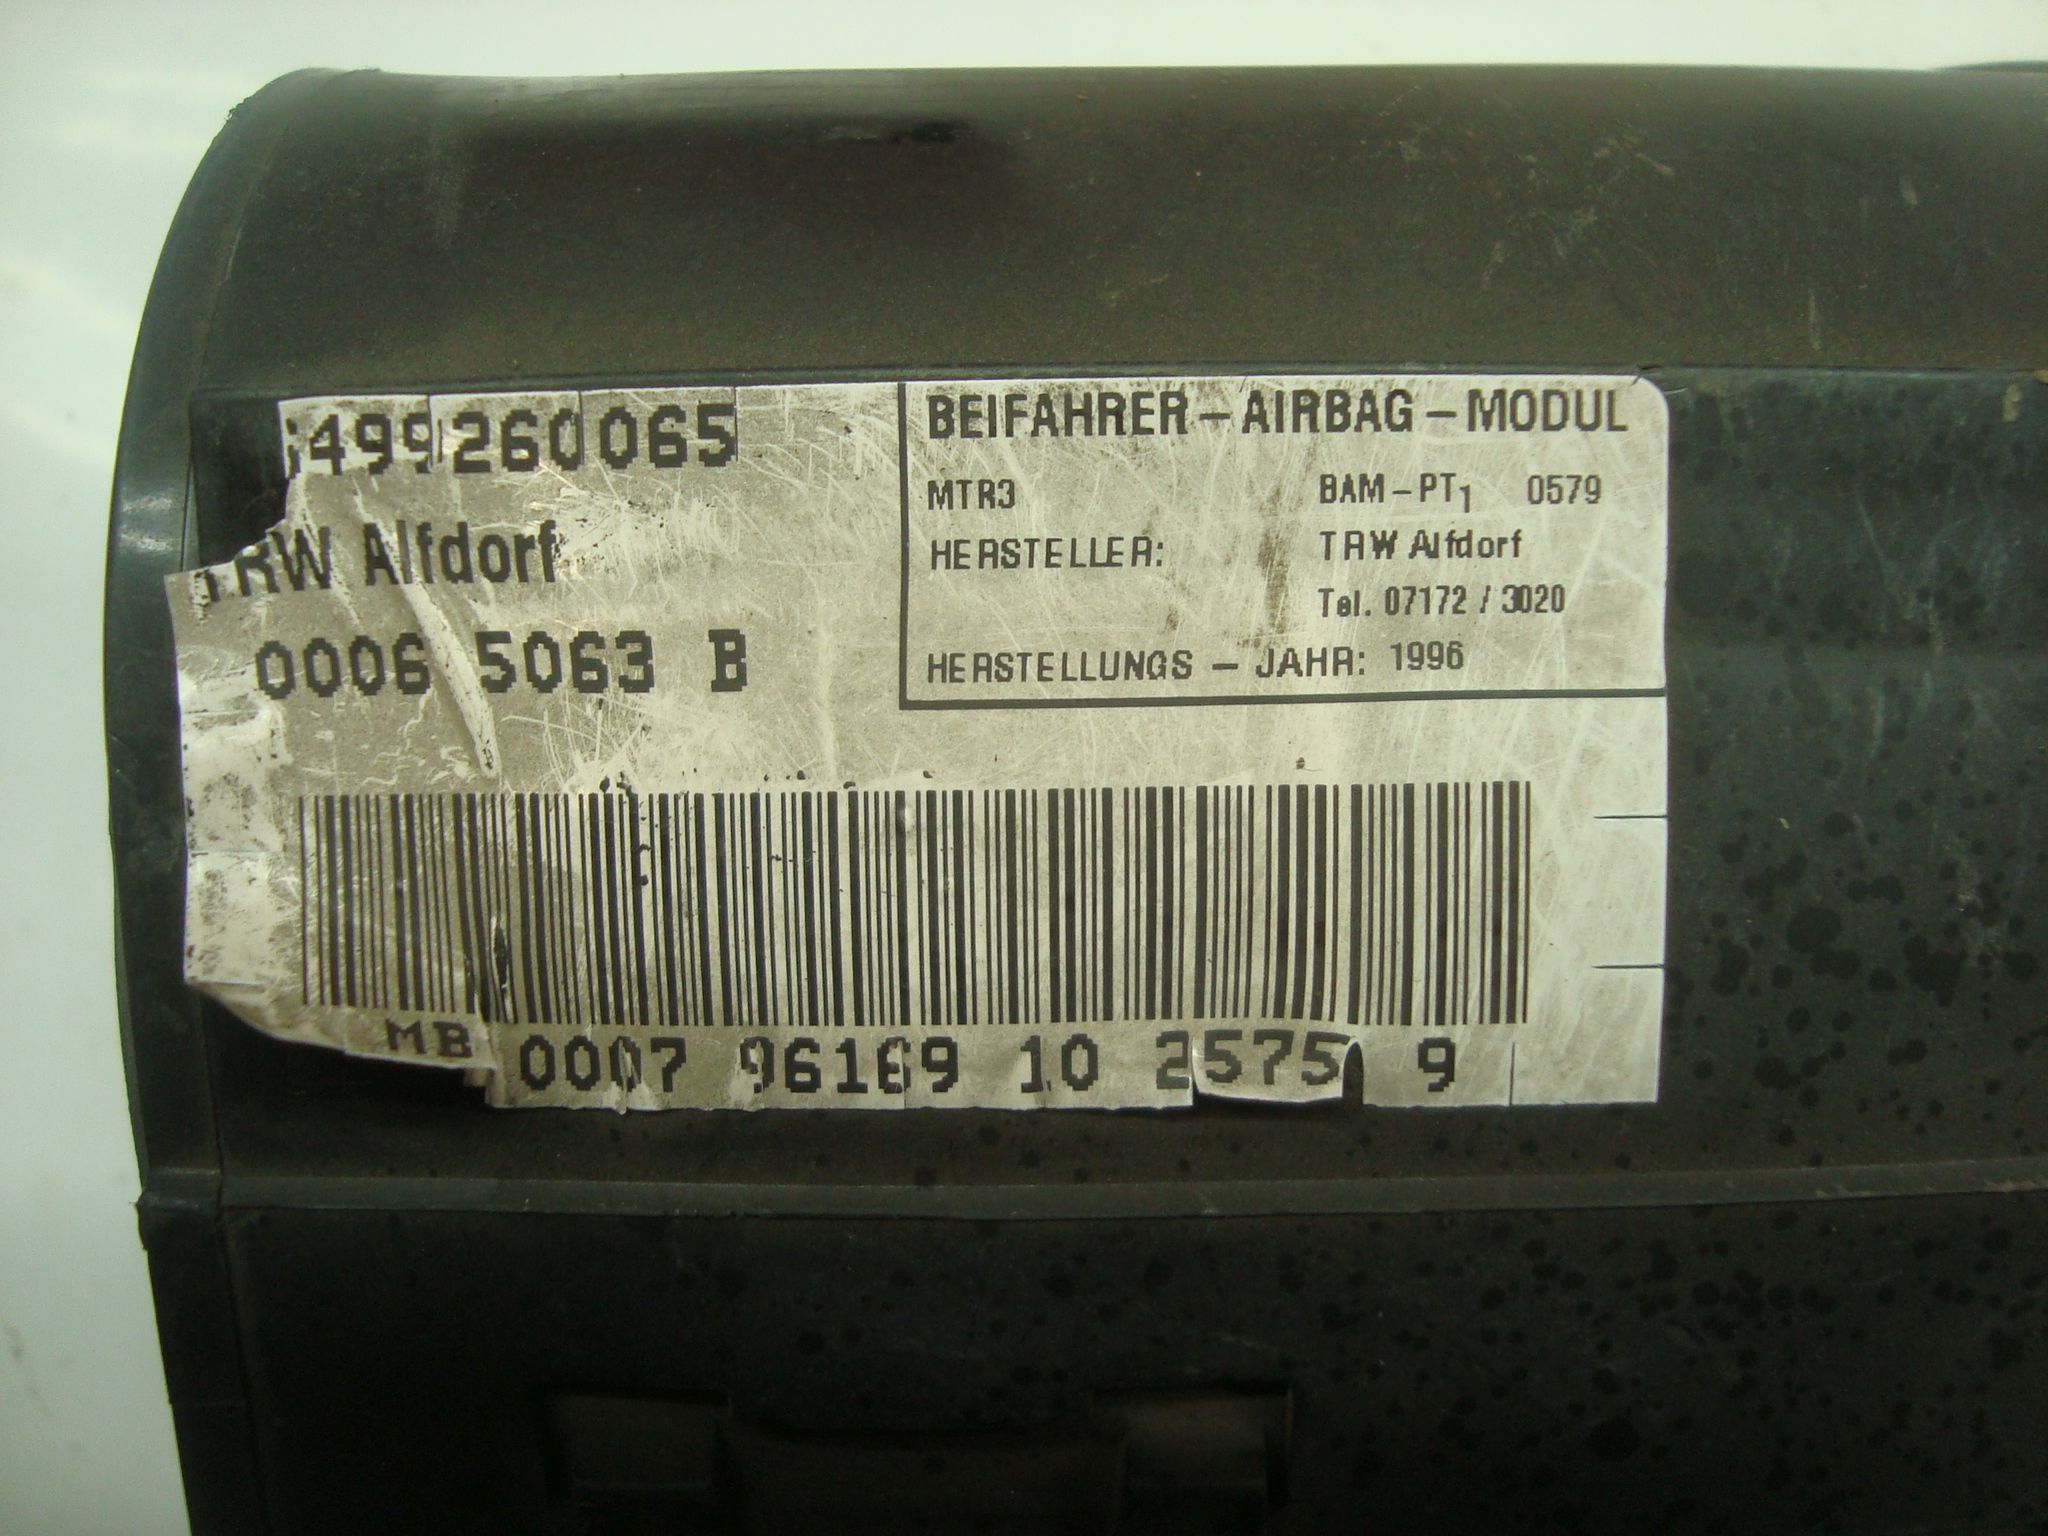 499260065
TRW Alfdorf
0006 5063 B
BEIFAHRER – AIRBAG – MODUL
MTR3 BAM – PT1 0579
HERSTELLER: TRW Alfdorf
Tel. 07172 / 3020
HERSTELLUNGS – JAHR: 1996
MB 0007 96169 10 2575 9